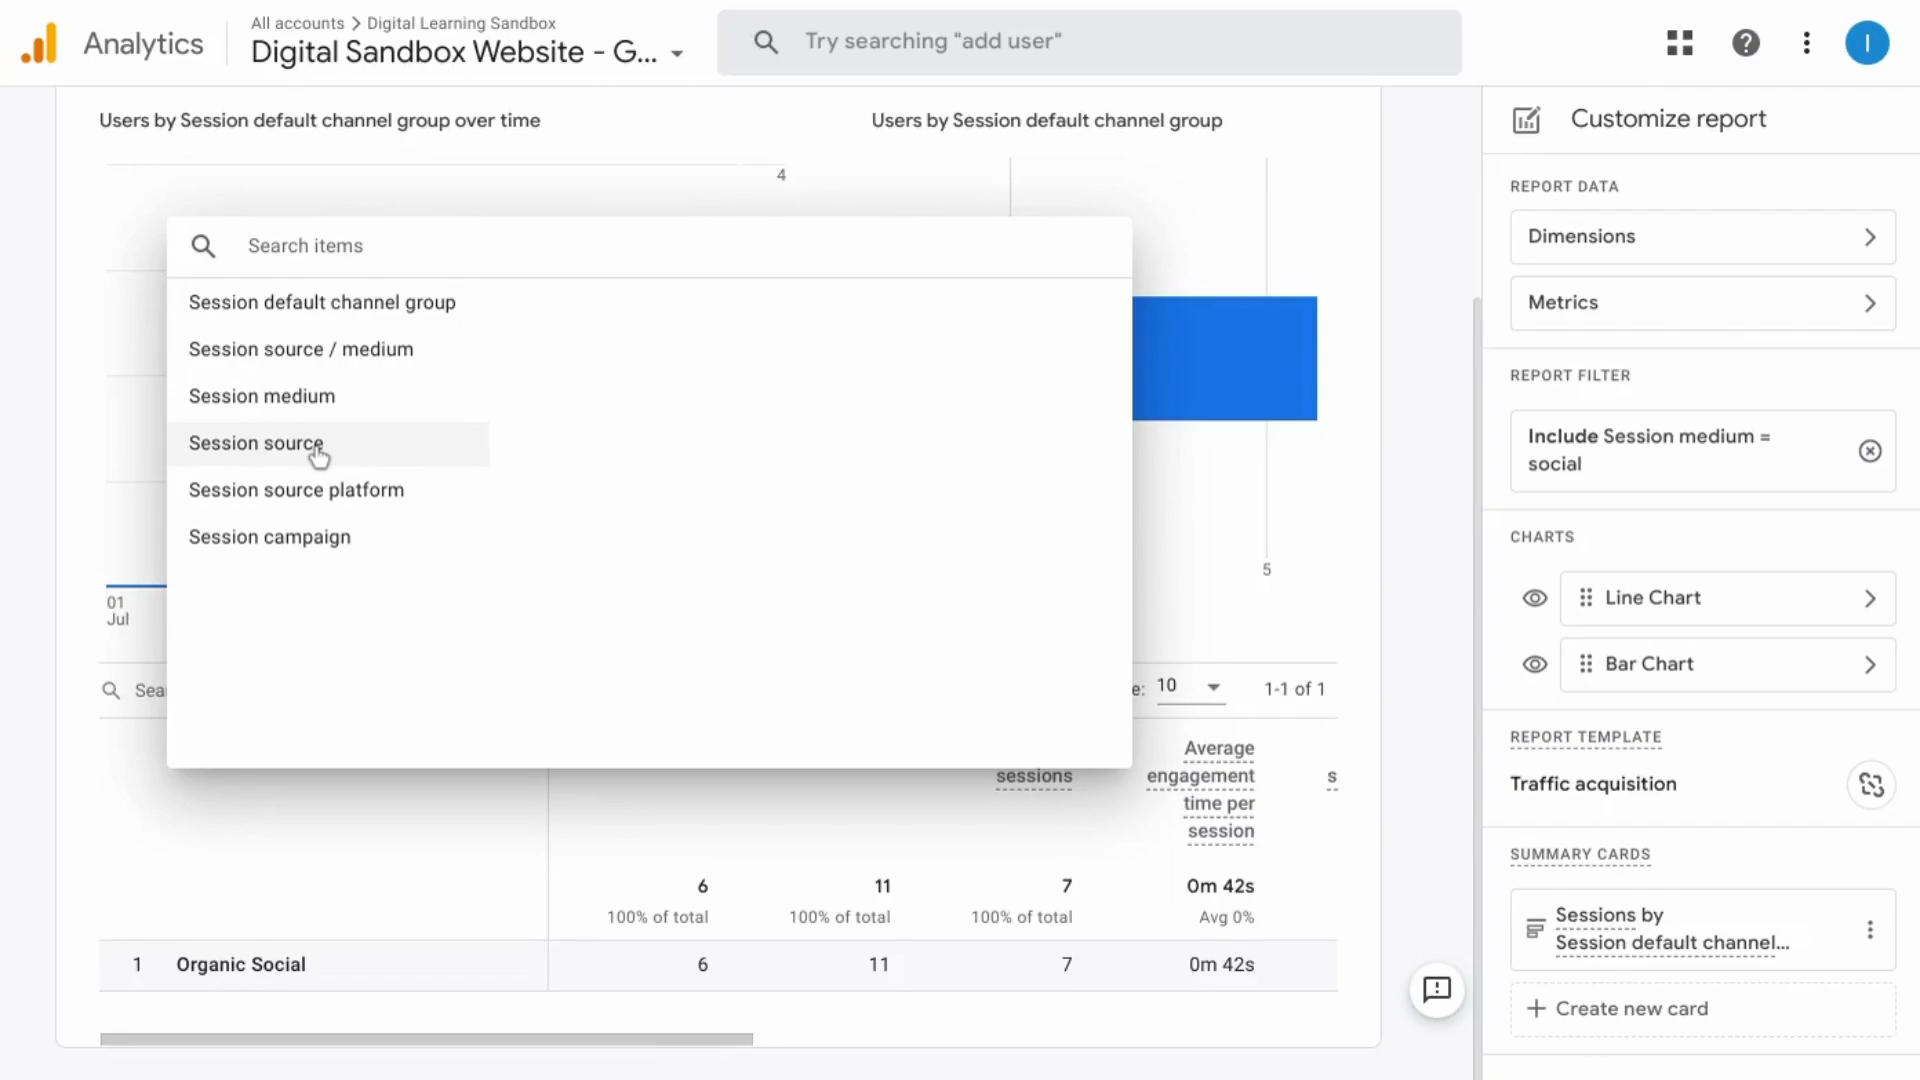 Analytics
All accounts > Digital Learning Sandbox
Digital Sandbox Website - G...
Try searching "add user"
I
Users by Session default channel group over time
Users by Session default channel group
4
Search items
Session default channel group
Session source / medium
Session medium
Session source
Session source platform
Session campaign
01
Jul
5
Sea
e: 10
1-1 of 1
sessions
Average
engagement
time per
session
s
6
11
7
0m 42s
100% of total
100% of total
100% of total
Avg 0%
1 Organic Social 6 11 7 0m 42s
Customize report
REPORT DATA
Dimensions
Metrics
REPORT FILTER
Include Session medium =
social
CHARTS
Line Chart
Bar Chart
REPORT TEMPLATE
Traffic acquisition
SUMMARY CARDS
Sessions by
Session default channel...
+ Create new card